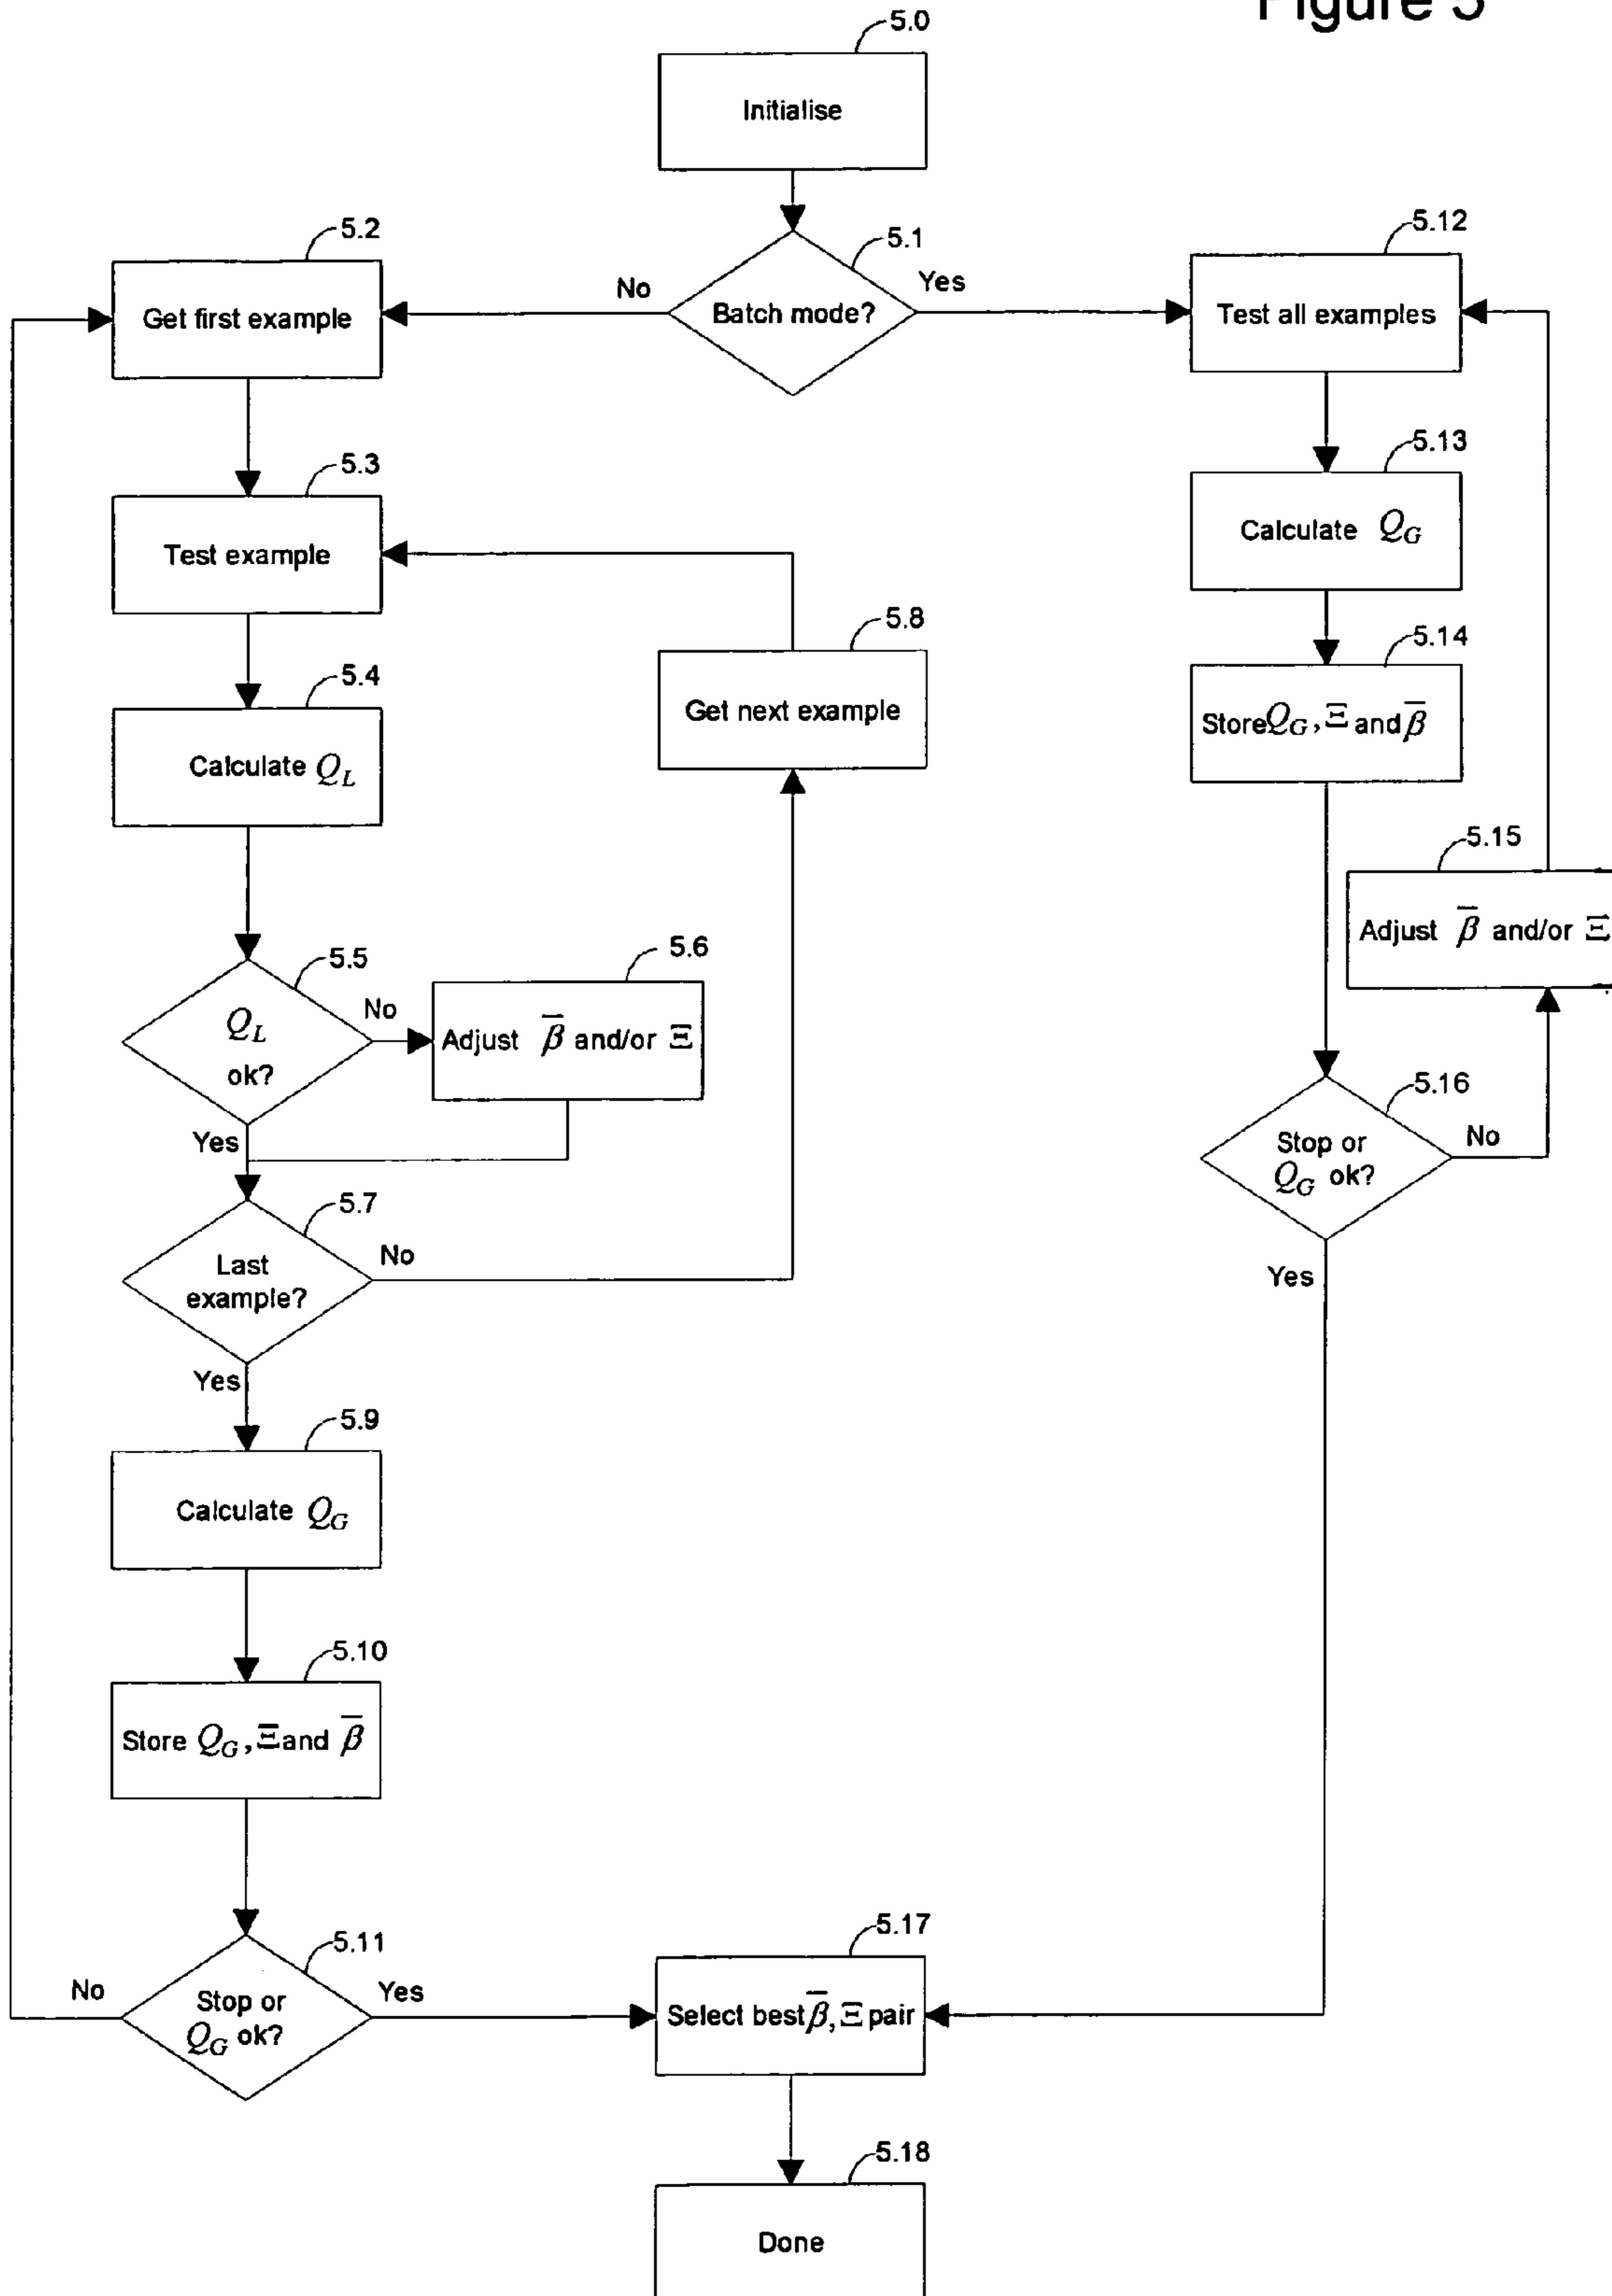 Figure 5
5.0
Initialise
5.1
Batch mode?
No
Yes
5.2
Get first example
5.12
Test all examples
5.3
Test example
5.13
Calculate Q_G
5.8
Get next example
5.14
Store Q_G, Ξ and β̅
5.4
Calculate Q_L
5.15
Adjust β̅ and/or Ξ
5.5
Q_L
ok?
No
Yes
5.6
Adjust β̅ and/or Ξ
5.16
Stop or
Q_G ok?
No
Yes
5.7
Last
example?
No
Yes
5.9
Calculate Q_G
5.10
Store Q_G, Ξ and β̅
5.11
Stop or
Q_G ok?
No
Yes
5.17
Select best β̅, Ξ pair
5.18
Done